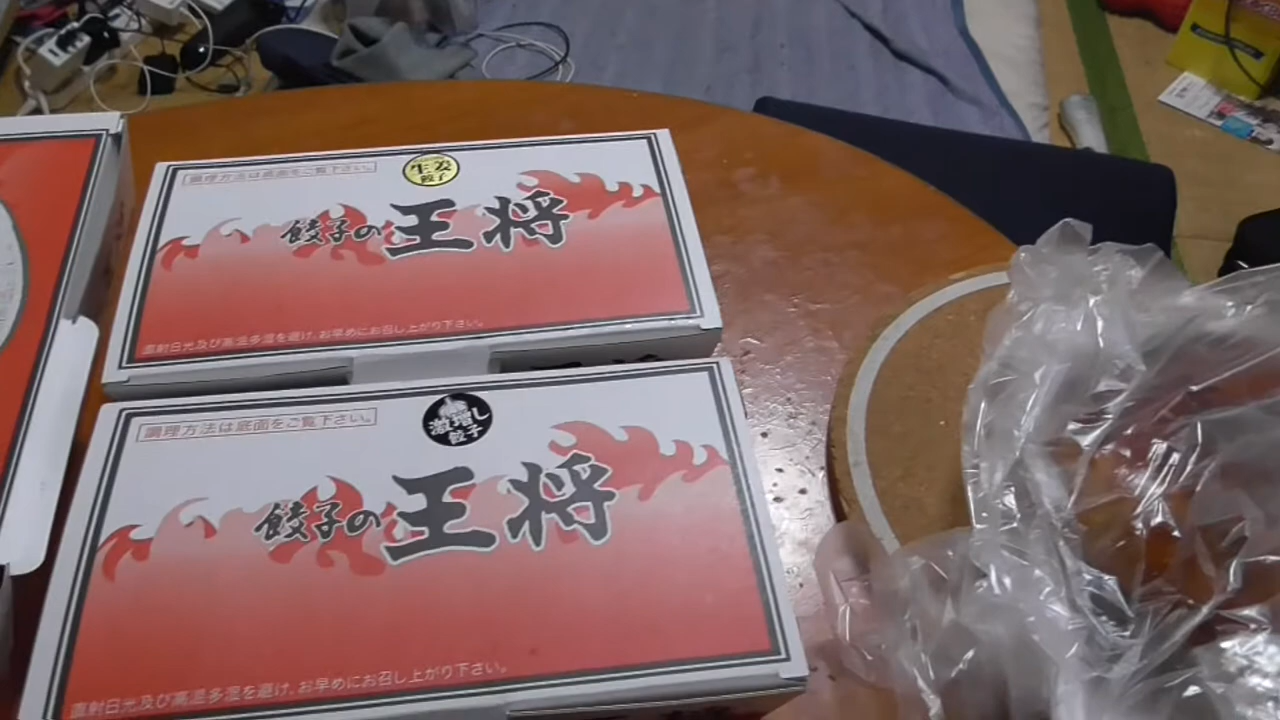 調理方法は底面をご覧下さい。
生姜
餃子
餃子の王将
直射日光及び高温多湿を避け、お早めにお召し上がり下さい。
調理方法は底面をご覧下さい。
激増し
餃子
餃子の王将
直射日光及び高温多湿を避け、お早めにお召し上がり下さい。